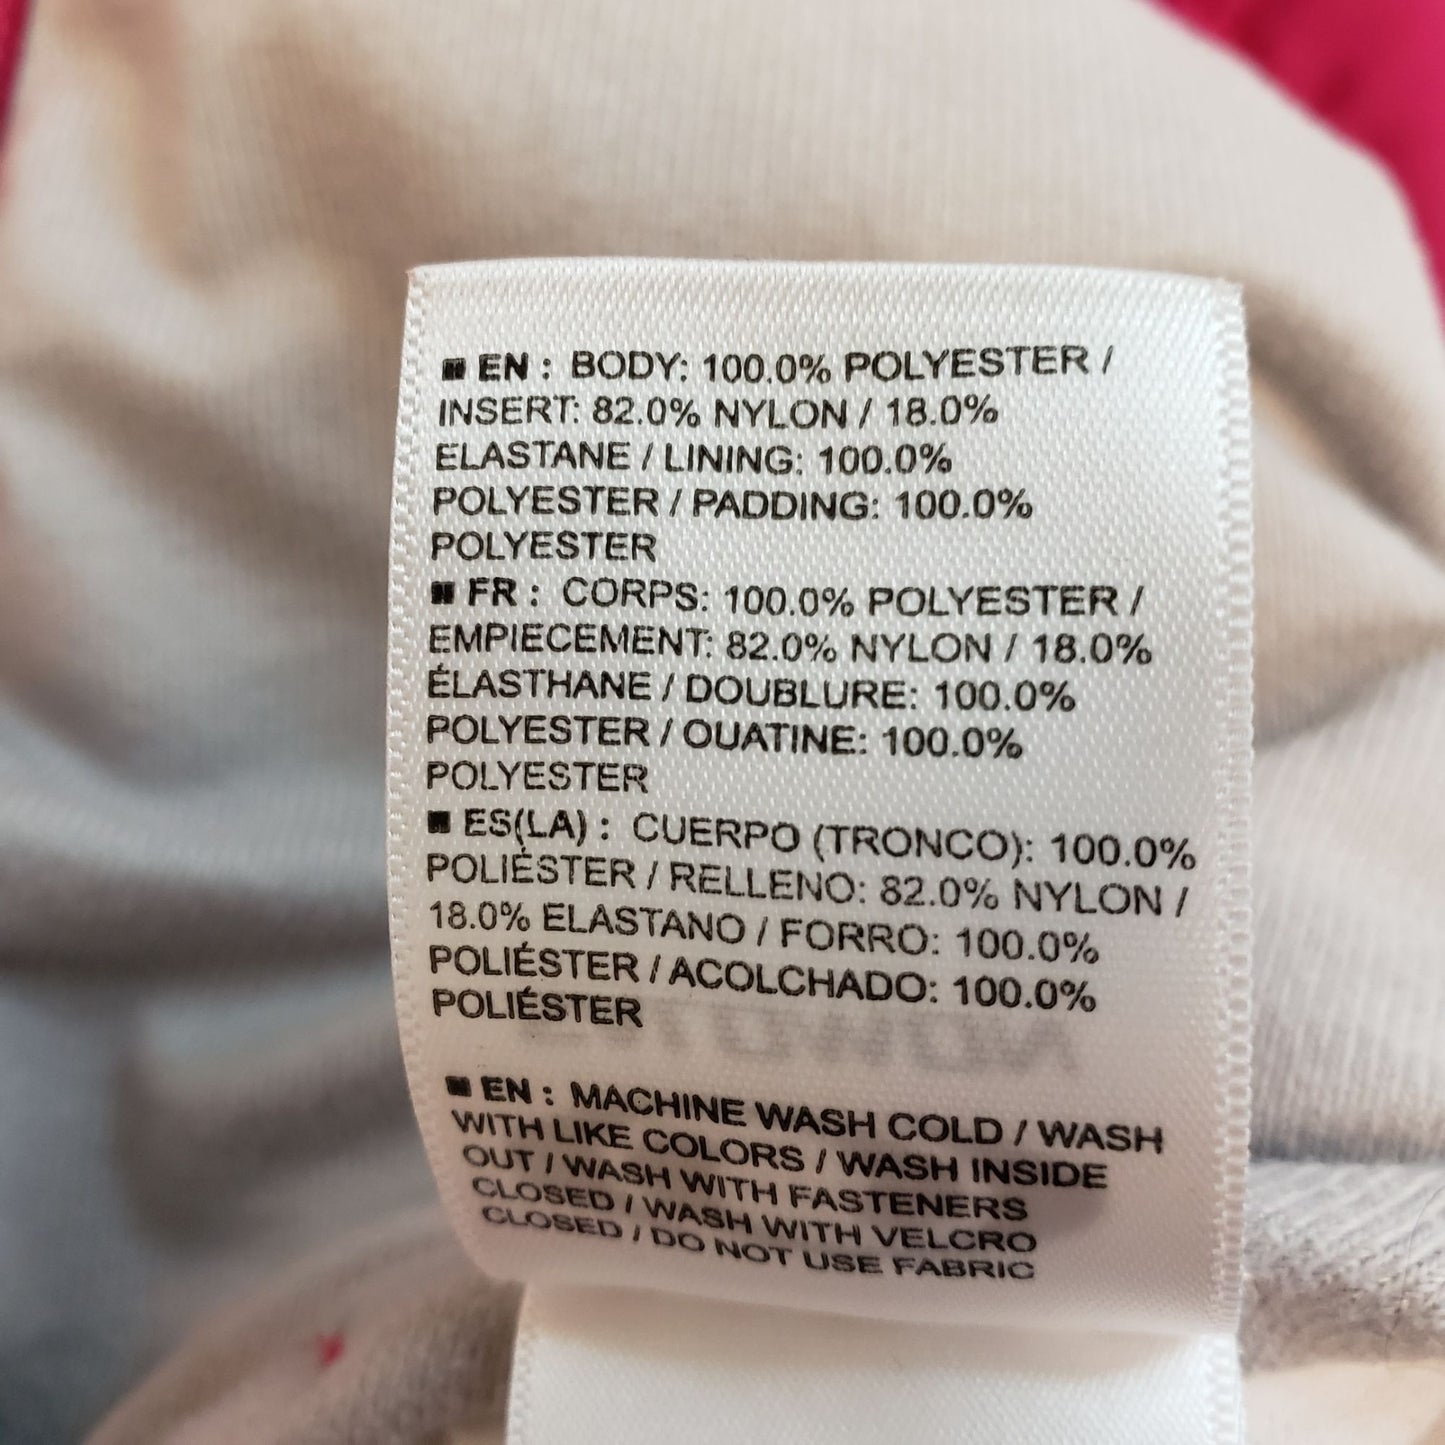 ■ EN : BODY: 100.0% POLYESTER /
INSERT: 82.0% NYLON / 18.0%
ELASTANE / LINING: 100.0%
POLYESTER / PADDING: 100.0%
POLYESTER
■ FR : CORPS: 100.0% POLYESTER /
EMPIECEMENT: 82.0% NYLON / 18.0%
ÉLASTHANE / DOUBLURE: 100.0%
POLYESTER / OUATINE: 100.0%
POLYESTER
■ ES(LA) : CUERPO (TRONCO): 100.0%
POLIÉSTER / RELLENO: 82.0% NYLON /
18.0% ELASTANO / FORRO: 100.0%
POLIÉSTER / ACOLCHADO: 100.0%
POLIÉSTER
■ EN : MACHINE WASH COLD / WASH
WITH LIKE COLORS / WASH INSIDE
OUT / WASH WITH FASTENERS
CLOSED / WASH WITH VELCRO
CLOSED / DO NOT USE FABRIC